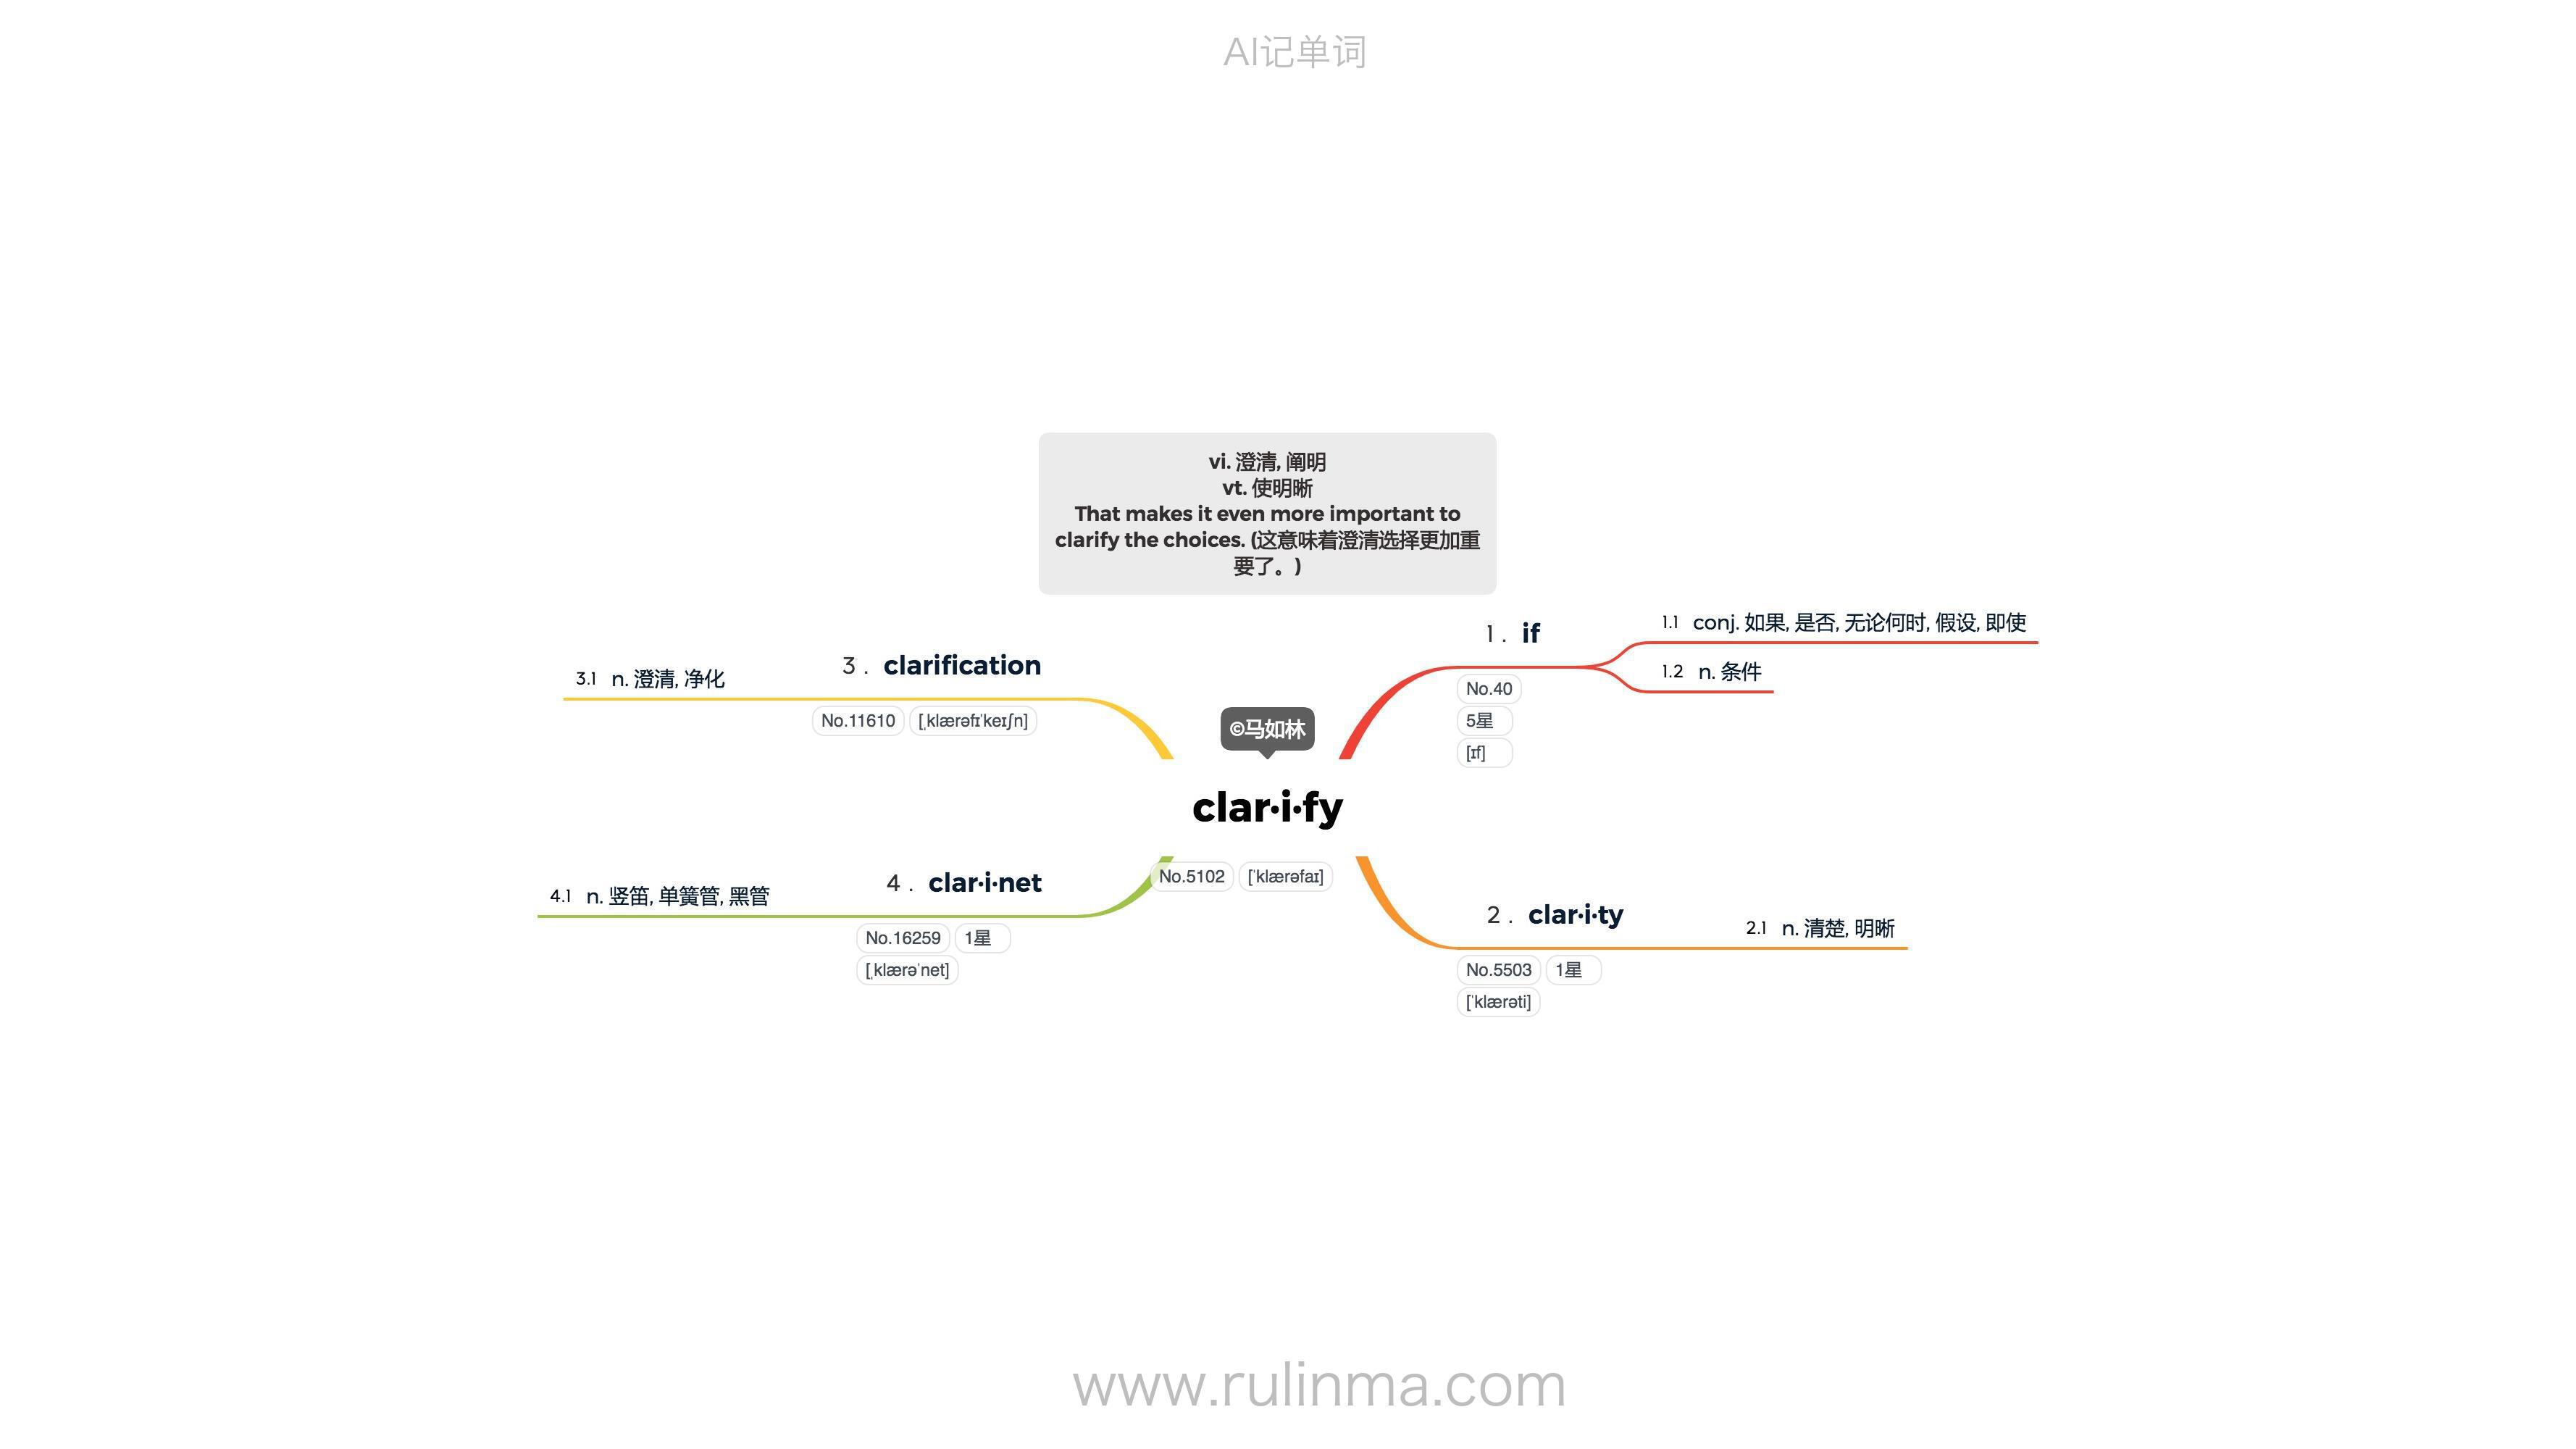 AI记单词
vi. 澄清, 阐明
vt. 使明晰
That makes it even more important to
clarify the choices. (这意味着澄清选择更加重
要了。)
1 . if
1.1 conj. 如果, 是否, 无论何时, 假设, 即使
1.2 n. 条件
No.40
5星
[ɪf]
3 . clarification
3.1 n. 澄清, 净化
No.11610 [ˌklærəfɪˈkeɪʃn]
©马如林
clar·i·fy
No.5102 [ˈklærəfaɪ]
4 . clar·i·net
4.1 n. 竖笛, 单簧管, 黑管
No.16259 1星
[ˌklærəˈnet]
2 . clar·i·ty
2.1 n. 清楚, 明晰
No.5503 1星
[ˈklærəti]
www.rulinma.com